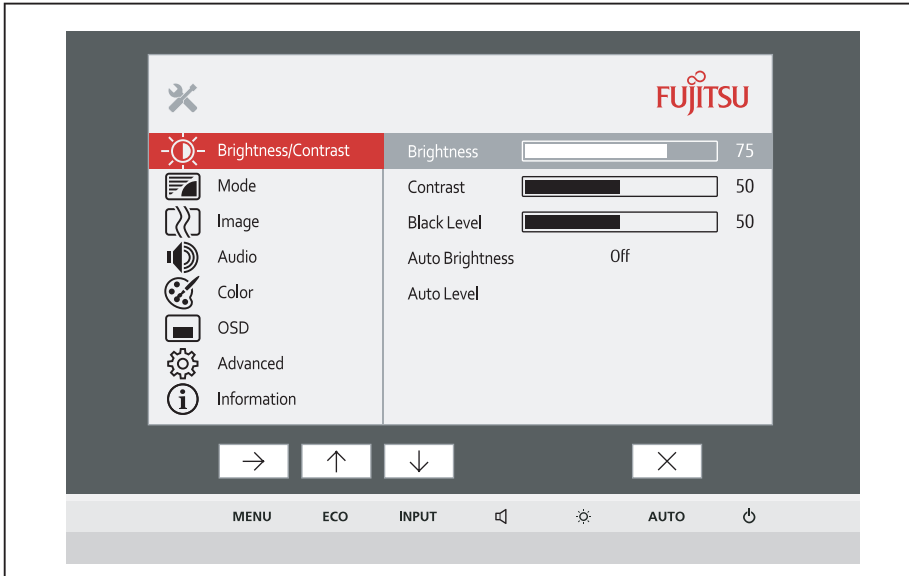 FUJITSU
Brightness/Contrast
Mode
Image
Audio
Color
OSD
Advanced
Information
Brightness 75
Contrast 50
Black Level 50
Auto Brightness Off
Auto Level
MENU ECO INPUT AUTO